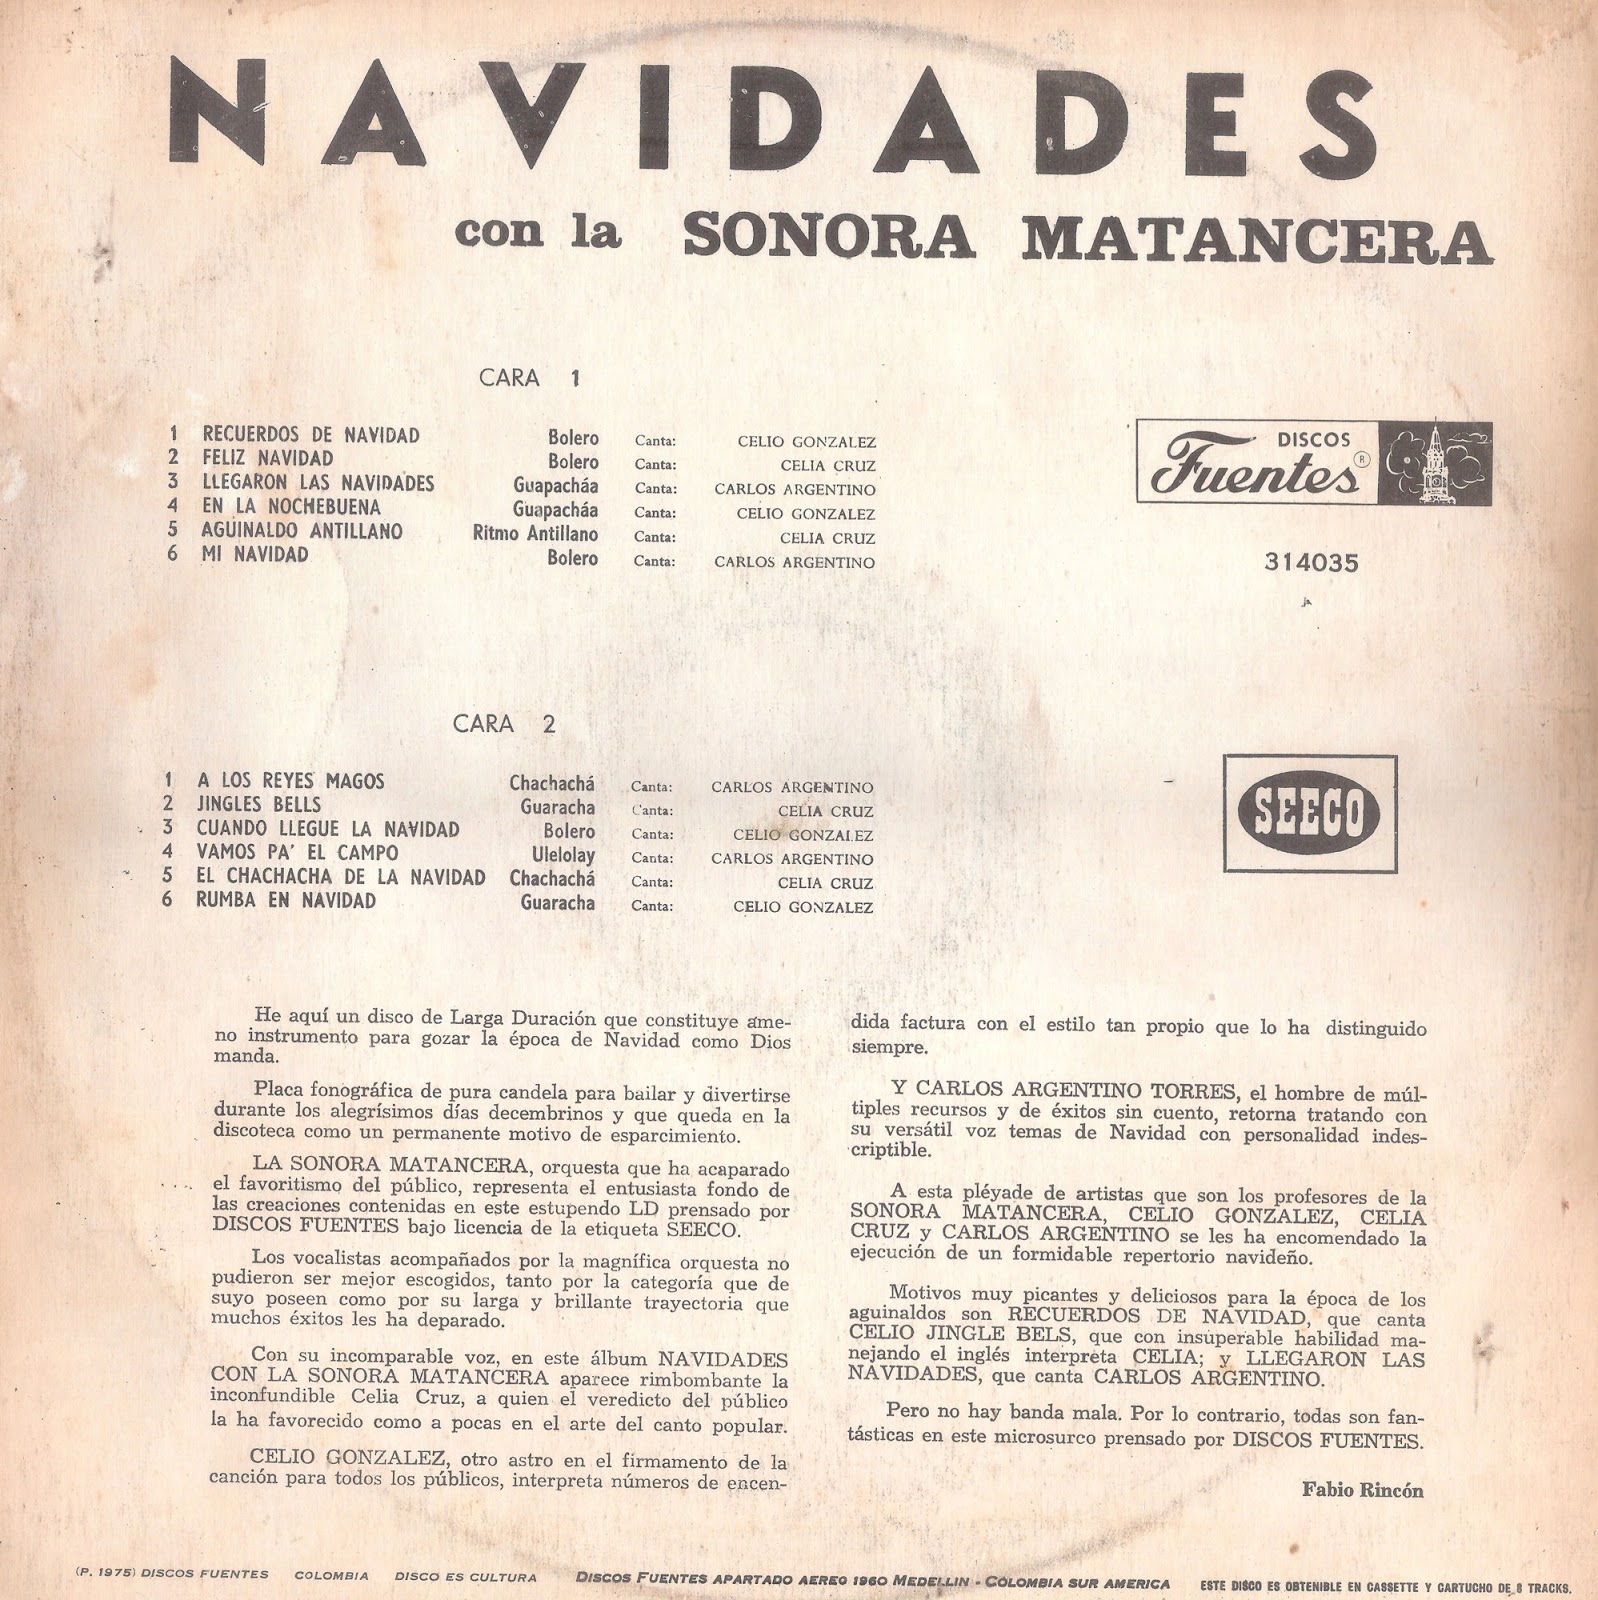 NAVIDADES
con la SONORA MATANCERA
CARA 1
1 RECUERDOS DE NAVIDAD Bolero Canta: CELIO GONZALEZ
2 FELIZ NAVIDAD Bolero Canta: CELIA CRUZ
3 LLEGARON LAS NAVIDADES Guapacháa Canta: CARLOS ARGENTINO
4 EN LA NOCHEBUENA Guapacháa Canta: CELIO GONZALEZ
5 AGUINALDO ANTILLANO Ritmo Antillano Canta: CELIA CRUZ
6 MI NAVIDAD Bolero Canta: CARLOS ARGENTINO
DISCOS
Fuentes ®
314035
CARA 2
1 A LOS REYES MAGOS Chachachá Canta: CARLOS ARGENTINO
2 JINGLES BELLS Guaracha Canta: CELIA CRUZ
3 CUANDO LLEGUE LA NAVIDAD Bolero Canta: CELIO GONZALEZ
4 VAMOS PA' EL CAMPO Ulelolay Canta: CARLOS ARGENTINO
5 EL CHACHACHA DE LA NAVIDAD Chachachá Canta: CELIA CRUZ
6 RUMBA EN NAVIDAD Guaracha Canta: CELIO GONZALEZ
SEECO
He aquí un disco de Larga Duración que constituye ame-
no instrumento para gozar la época de Navidad como Dios
manda.
Placa fonográfica de pura candela para bailar y divertirse
durante los alegrísimos días decembrinos y que queda en la
discoteca como un permanente motivo de esparcimiento.
LA SONORA MATANCERA, orquesta que ha acaparado
el favoritismo del público, representa el entusiasta fondo de
las creaciones contenidas en este estupendo LD prensado por
DISCOS FUENTES bajo licencia de la etiqueta SEECO.
Los vocalistas acompañados por la magnífica orquesta no
pudieron ser mejor escogidos, tanto por la categoría que de
suyo poseen como por su larga y brillante trayectoria que
muchos éxitos les ha deparado.
Con su incomparable voz, en este álbum NAVIDADES
CON LA SONORA MATANCERA aparece rimbombante la
inconfundible Celia Cruz, a quien el veredicto del público
la ha favorecido como a pocas en el arte del canto popular.
CELIO GONZALEZ, otro astro en el firmamento de la
canción para todos los públicos, interpreta números de encen-
dida factura con el estilo tan propio que lo ha distinguido
siempre.
Y CARLOS ARGENTINO TORRES, el hombre de múl-
tiples recursos y de éxitos sin cuento, retorna tratando con
su versátil voz temas de Navidad con personalidad indes-
criptible.
A esta pléyade de artistas que son los profesores de la
SONORA MATANCERA, CELIO GONZALEZ, CELIA
CRUZ y CARLOS ARGENTINO se les ha encomendado la
ejecución de un formidable repertorio navideño.
Motivos muy picantes y deliciosos para la época de los
aguinaldos son RECUERDOS DE NAVIDAD, que canta
CELIO JINGLE BELS, que con insuperable habilidad ma-
nejando el inglés interpreta CELIA; y LLEGARON LAS
NAVIDADES, que canta CARLOS ARGENTINO.
Pero no hay banda mala. Por lo contrario, todas son fan-
tásticas en este microsurco prensado por DISCOS FUENTES.
Fabio Rincón
(P. 1975) DISCOS FUENTES COLOMBIA DISCO ES CULTURA DISCOS FUENTES APARTADO AEREO 1960 MEDELLIN - COLOMBIA SUR AMERICA ESTE DISCO ES OBTENIBLE EN CASSETTE Y CARTUCHO DE 8 TRACKS.